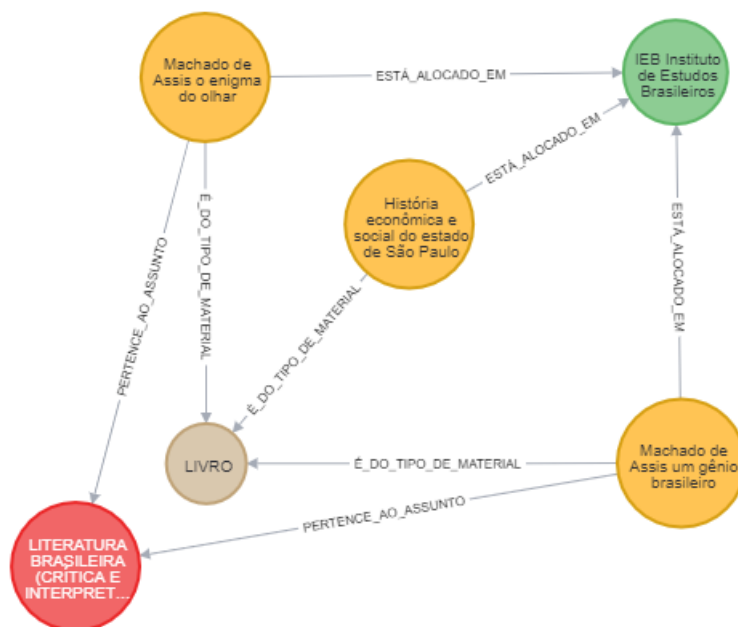 Machado de
Assis o enigma
do olhar
ESTÁ_ALOCADO_EM
IEB Instituto
de Estudos
Brasileiros
ESTÁ_ALOCADO_EM
História
econômica e
social do estado
de São Paulo
É_DO_TIPO_DE_MATERIAL
PERTENCE_AO_ASSUNTO
ESTÁ_ALOCADO_EM
É_DO_TIPO_DE_MATERIAL
LIVRO
É_DO_TIPO_DE_MATERIAL
Machado de
Assis um gênio
brasileiro
PERTENCE_AO_ASSUNTO
LITERATURA
BRASILEIRA
(CRÍTICA E
INTERPRET...